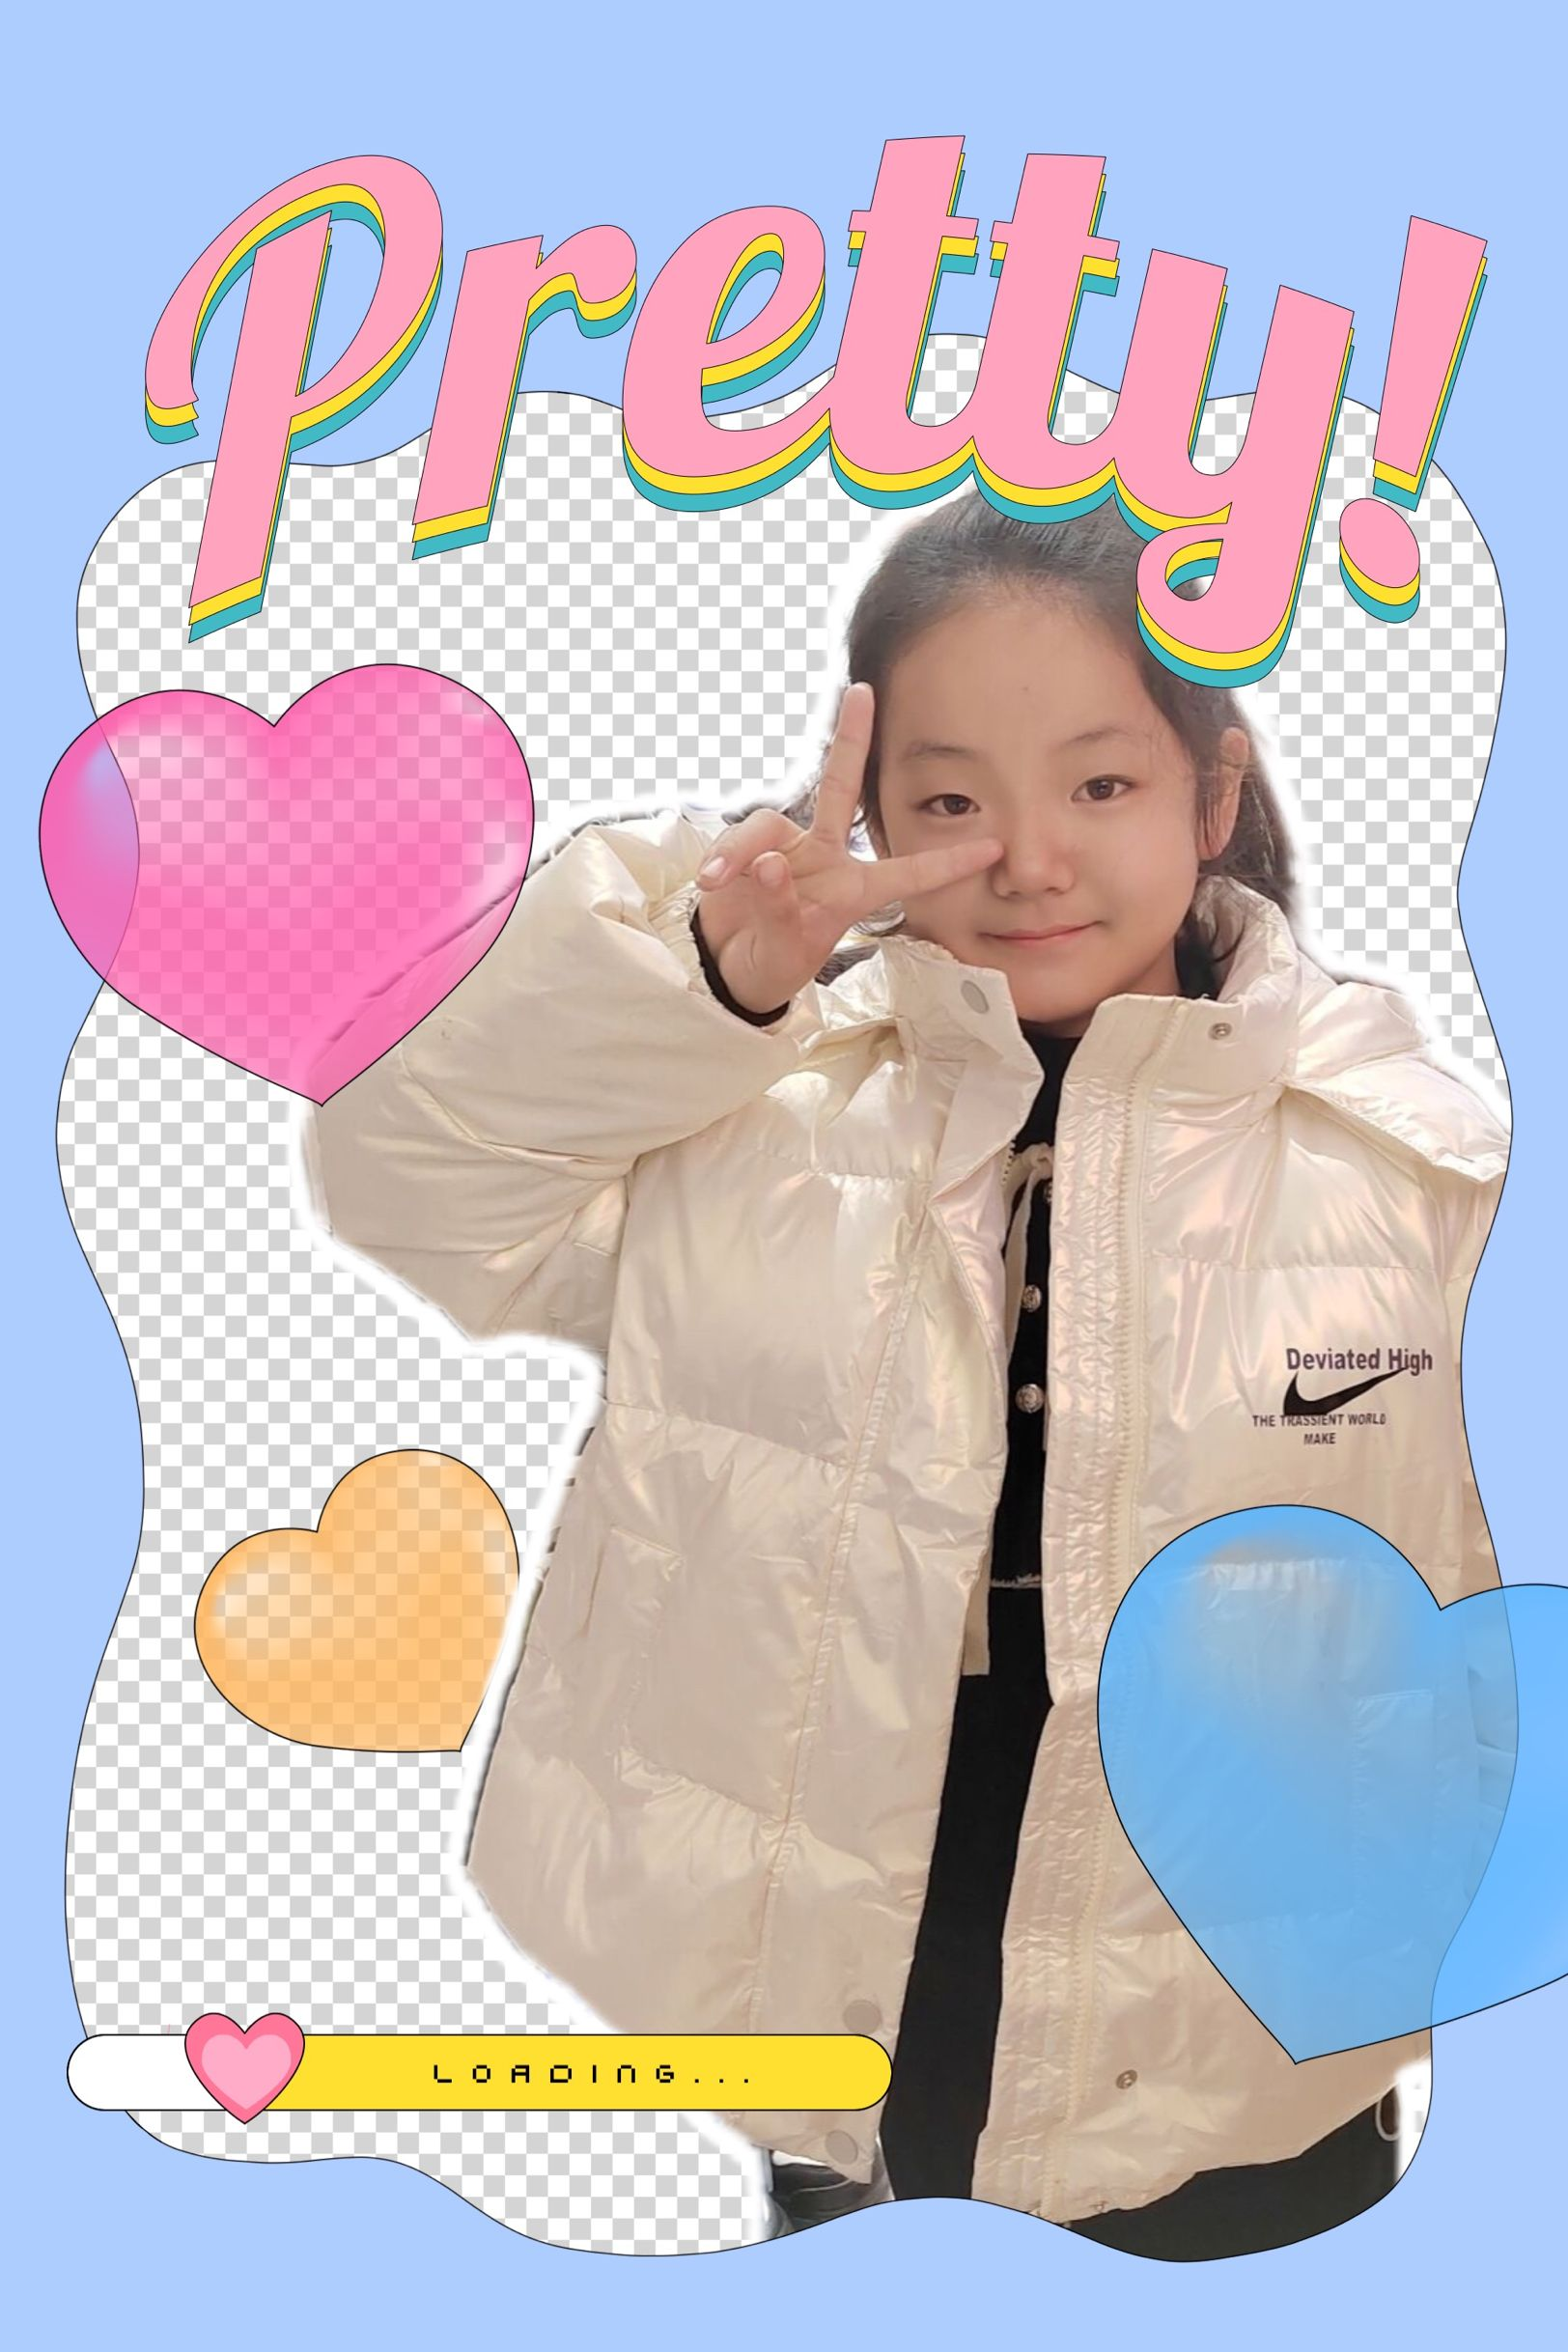 Pretty!
Deviated High
THE TRASSIENT WORLD
MAKE
LOADING...